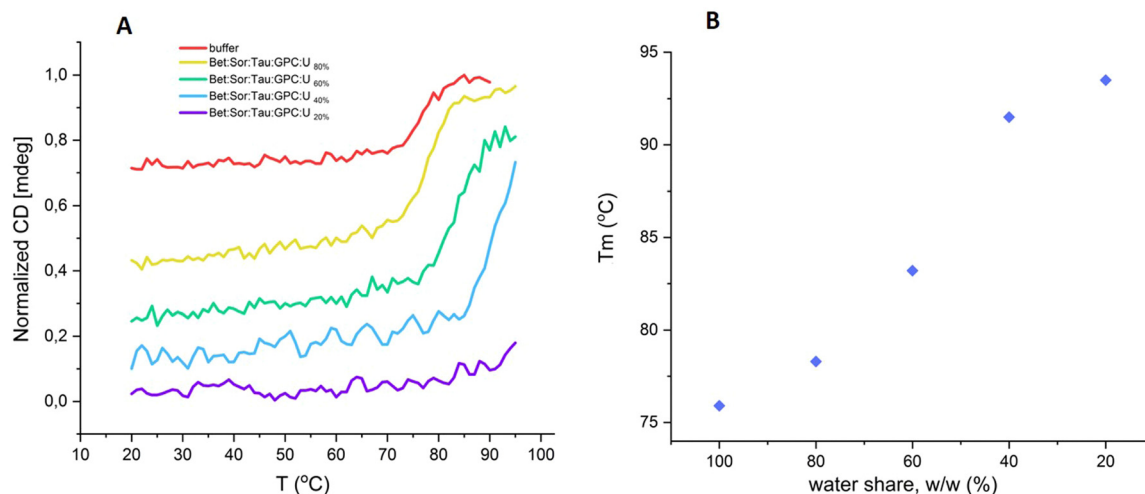 A
buffer
Bet:Sor:Tau:GPC:U 80%
Bet:Sor:Tau:GPC:U 60%
Bet:Sor:Tau:GPC:U 40%
Bet:Sor:Tau:GPC:U 20%
1,0
0,8
0,6
0,4
0,2
0,0
Normalized CD [mdeg]
10 20 30 40 50 60 70 80 90 100
T (°C)
B
95
90
85
80
75
Tm (°C)
100 80 60 40 20
water share, w/w (%)